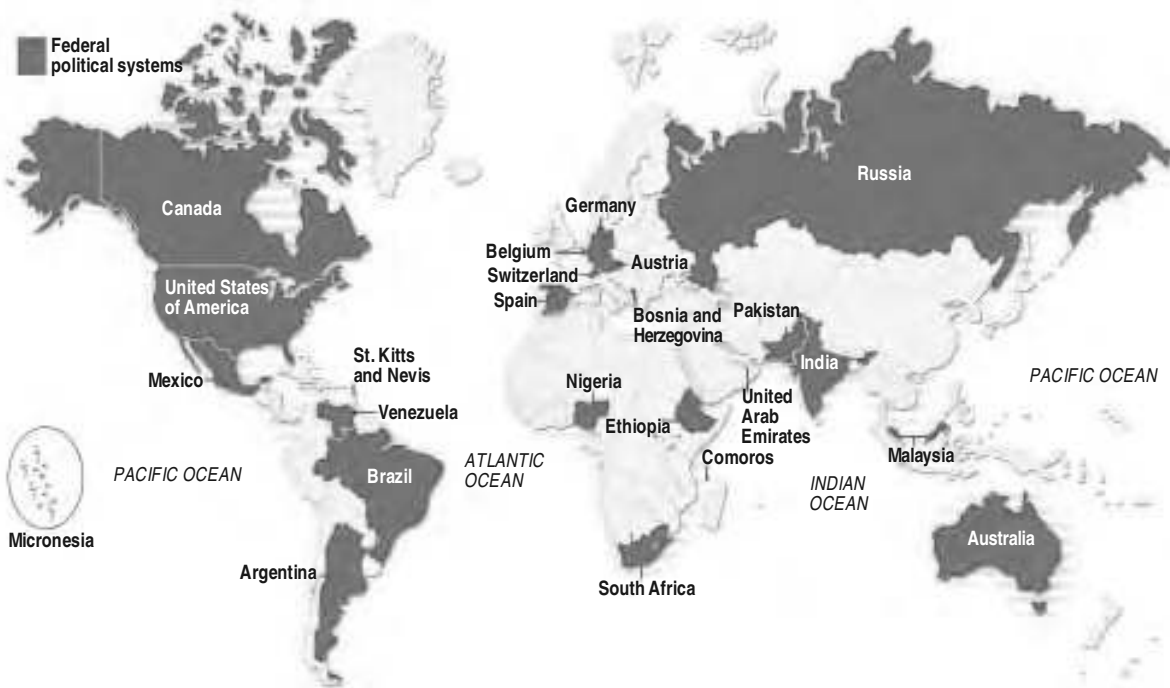 Federal
political systems
Russia
Canada
Germany
Belgium
Switzerland
Austria
Spain
United States
of America
Bosnia and
Herzegovina
Pakistan
India
St. Kitts
and Nevis
Mexico
Nigeria
PACIFIC OCEAN
Venezuela
Ethiopia
United
Arab
Emirates
Malaysia
Comoros
PACIFIC OCEAN
Brazil
ATLANTIC
OCEAN
INDIAN
OCEAN
Micronesia
Australia
Argentina
South Africa